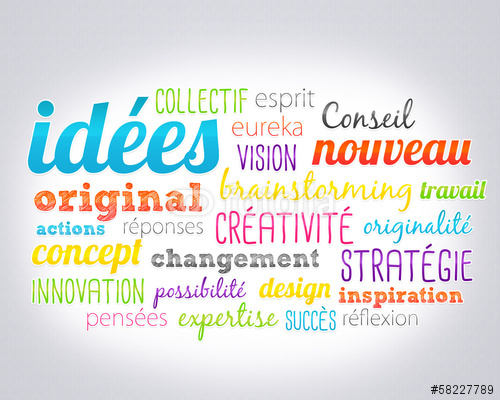 COLLECTIF esprit
idées eureka Conseil
VISION nouveau
original brainstorming travail
actions réponses CRÉATIVITÉ originalité
concept changement STRATÉGIE
INNOVATION possibilité design inspiration
pensées expertise SUCCÈS réflexion
#58227789